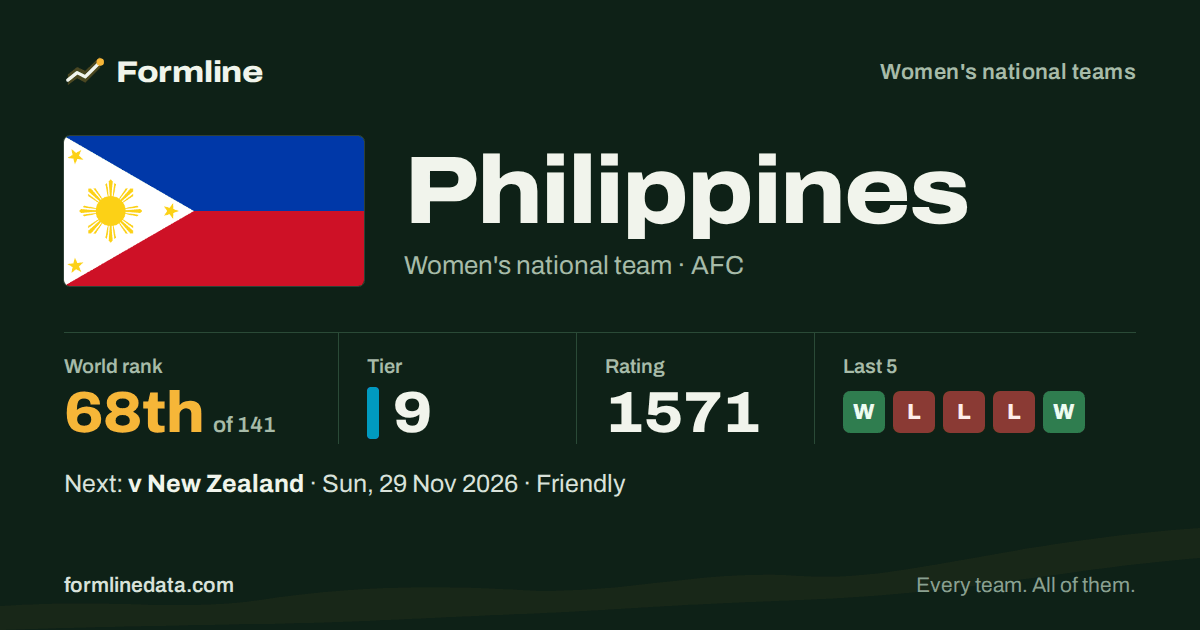 Formline
Women's national teams
Philippines
Women's national team · AFC
World rank
68th of 141
Tier
9
Rating
1571
Last 5
W L L L W
Next: v New Zealand · Sun, 29 Nov 2026 · Friendly
formlinedata.com
Every team. All of them.